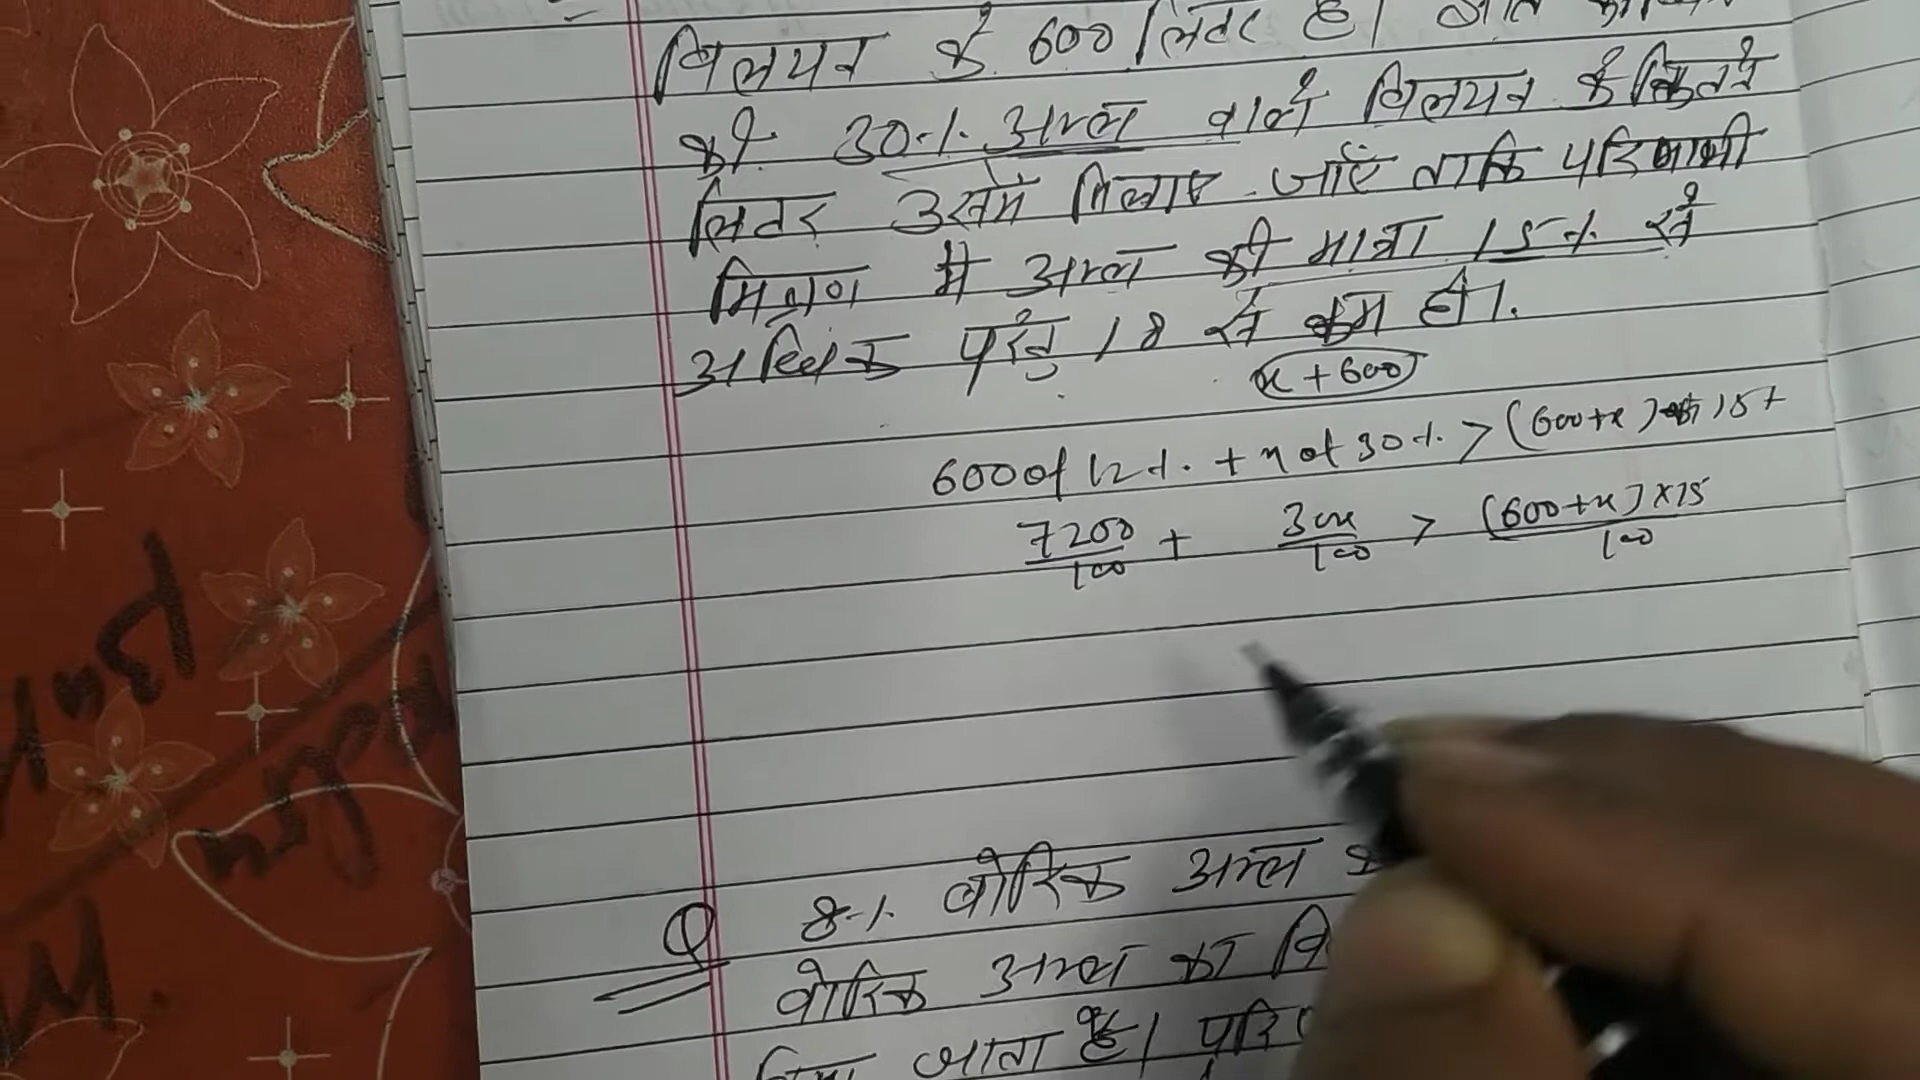 विलयन के 600 लिटर है। ज्ञात
की 30% अम्ल वाले विलयन के कितने
लिटर उसमें मिलाए जाएं ताकि परिणामी
मिश्रण में अम्ल की मात्रा 15% से
अधिक परंतु 18 से कम हो।
(x + 600)
600 of 12% + x of 30% > (600+x) 15%
7200/100 + 30x/100 > (600+x)×15/100
Q 8% बोरिक अम्ल
बोरिक अम्ल का
जाता है।